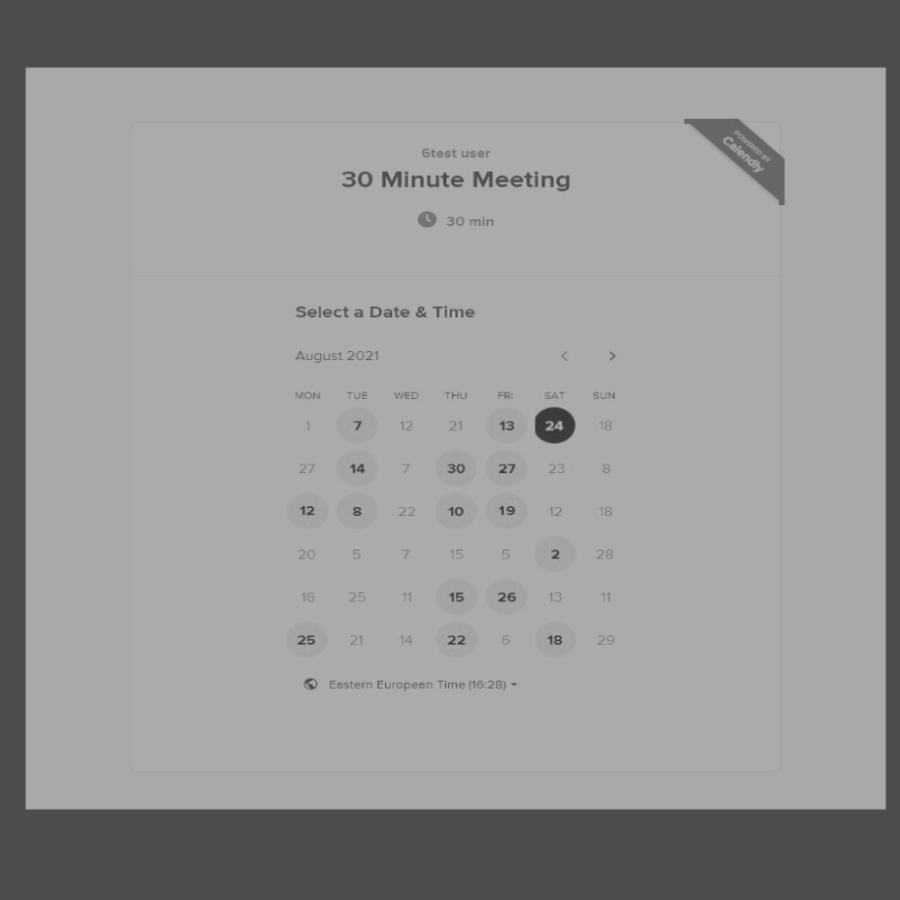 POWERED BY
Calendly
6test user
30 Minute Meeting
30 min
Select a Date & Time
August 2021
MON TUE WED THU FRI SAT SUN
1 7 12 21 13 24 18
27 14 7 30 27 23 8
12 8 22 10 19 12 18
20 5 7 15 5 2 28
16 25 11 15 26 13 11
25 21 14 22 6 18 29
Eastern European Time (16:28)